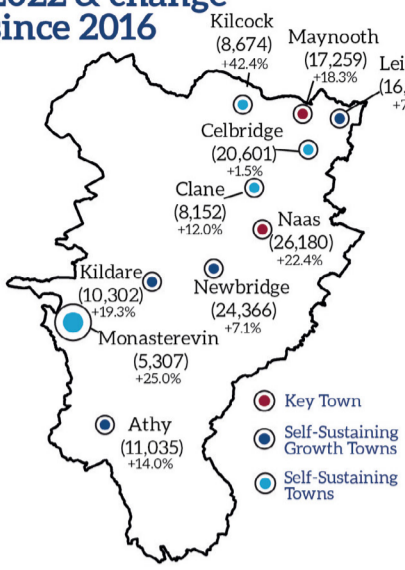 2022 & change
since 2016
Kilcock
(8,674)
+42.4%
Maynooth
(17,259)
+18.3%
Lei
(16,
+7
Celbridge
(20,601)
+1.5%
Clane
(8,152)
+12.0%
Naas
(26,180)
+22.4%
Kildare
(10,302)
+19.3%
Newbridge
(24,366)
+7.1%
Monasterevin
(5,307)
+25.0%
Athy
(11,035)
+14.0%
Key Town
Self-Sustaining
Growth Towns
Self-Sustaining
Towns